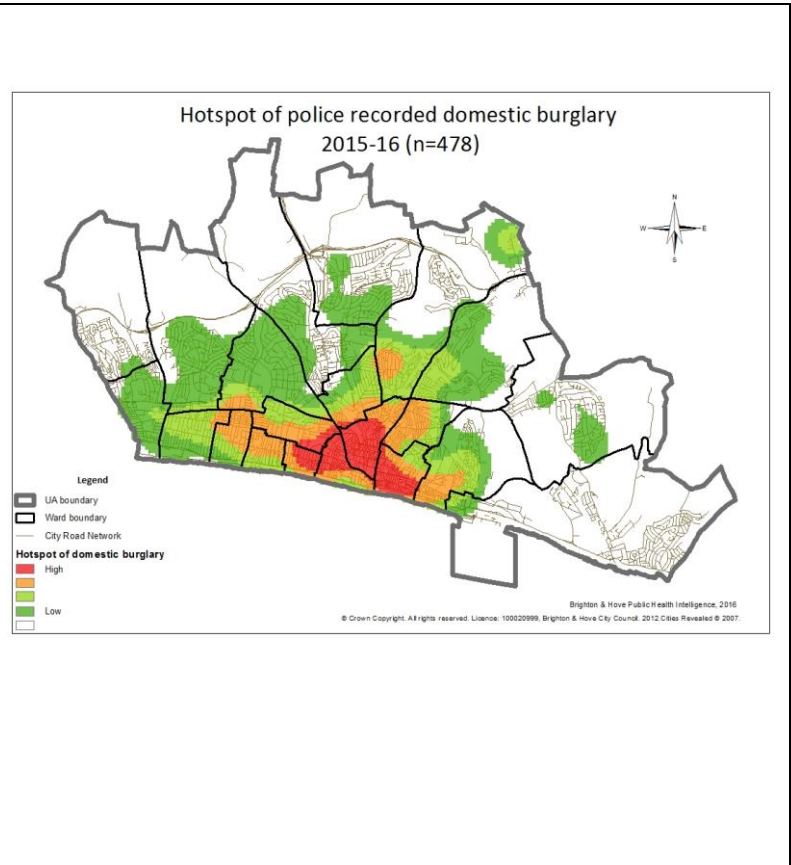 Hotspot of police recorded domestic burglary
2015-16 (n=478)
N
W E
S
Legend
UA boundary
Ward boundary
City Road Network
Hotspot of domestic burglary
High
Low
Brighton & Hove Public Health Intelligence, 2016
© Crown Copyright. All rights reserved. Licence: 100020999, Brighton & Hove City Council. 2012.Cities Revealed © 2007.